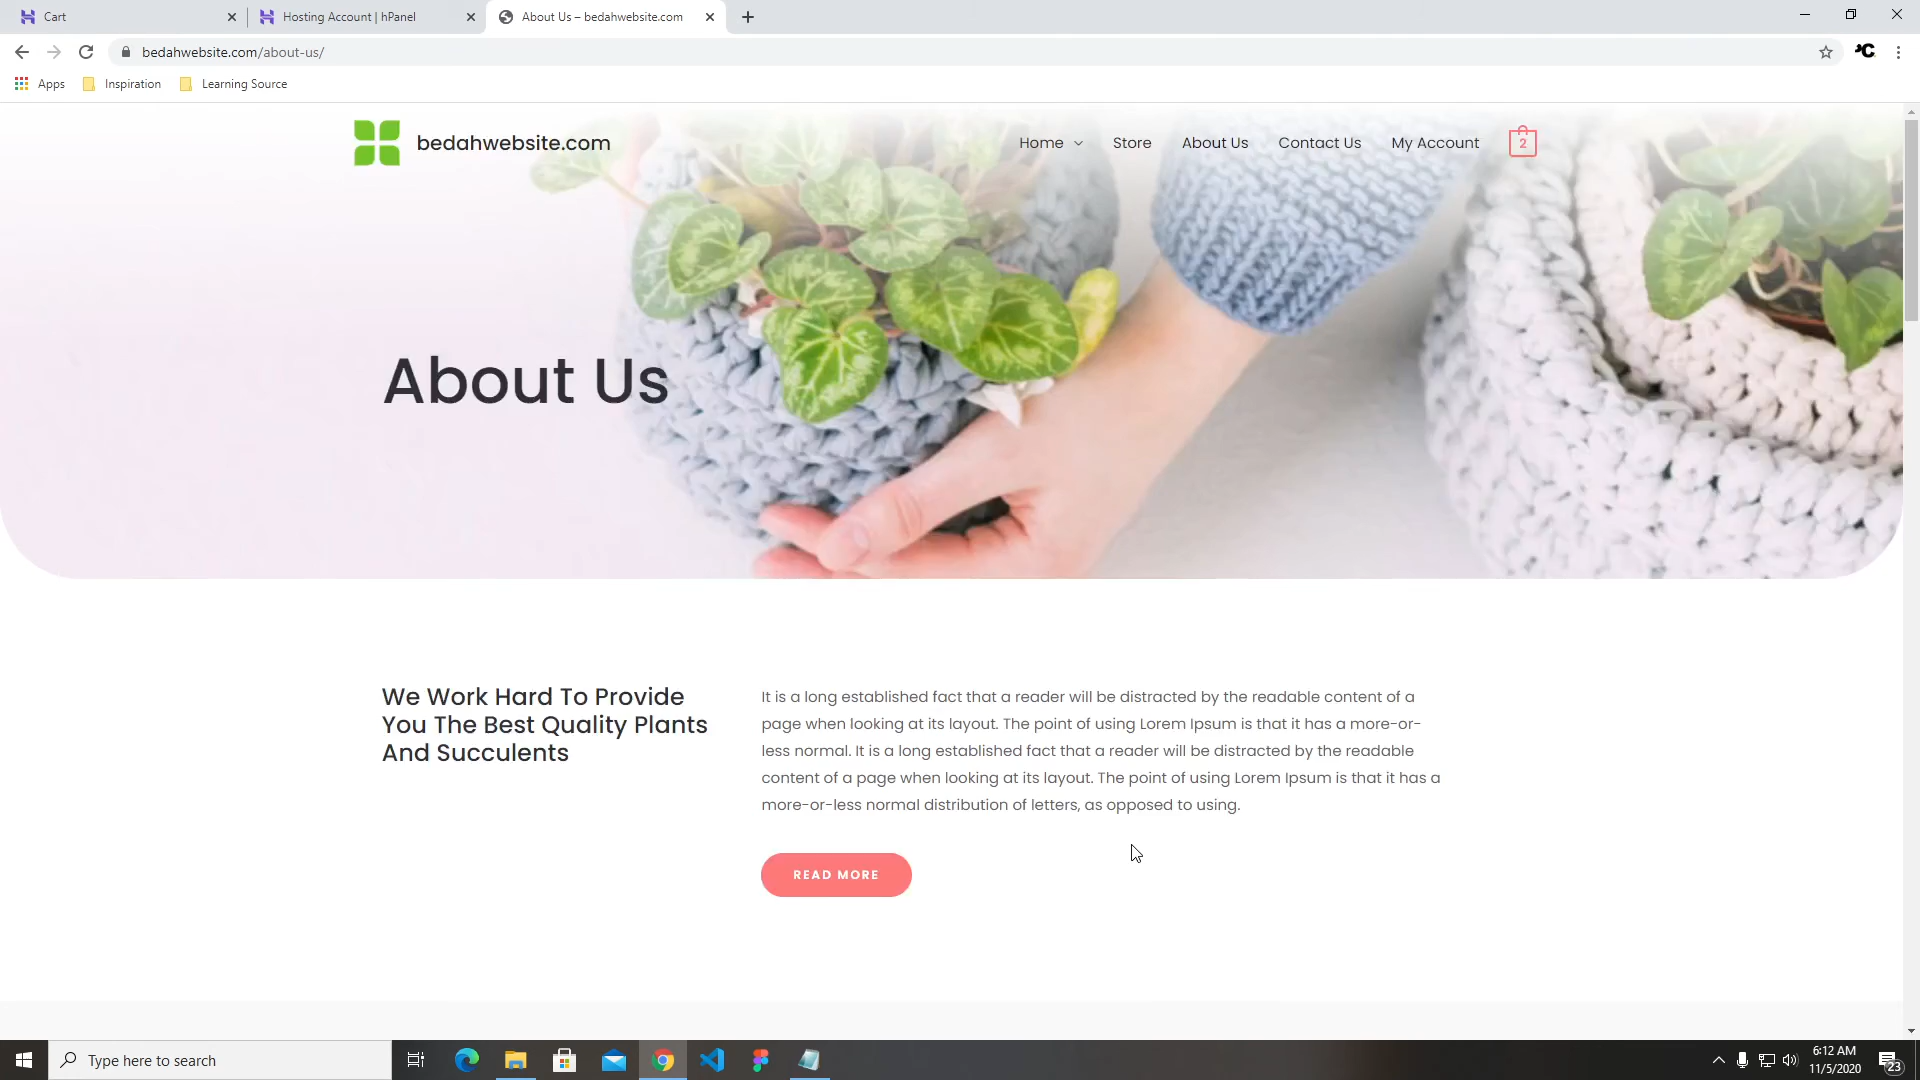 Cart
Hosting Account | hPanel
About Us – bedahwebsite.com
bedahwebsite.com/about-us/
Apps
Inspiration
Learning Source
bedahwebsite.com
Home
Store
About Us
Contact Us
My Account
2
About Us
We Work Hard To Provide
You The Best Quality Plants
And Succulents
It is a long established fact that a reader will be distracted by the readable content of a
page when looking at its layout. The point of using Lorem Ipsum is that it has a more-or-
less normal. It is a long established fact that a reader will be distracted by the readable
content of a page when looking at its layout. The point of using Lorem Ipsum is that it has a
more-or-less normal distribution of letters, as opposed to using.
READ MORE
Type here to search
6:12 AM
11/5/2020
23